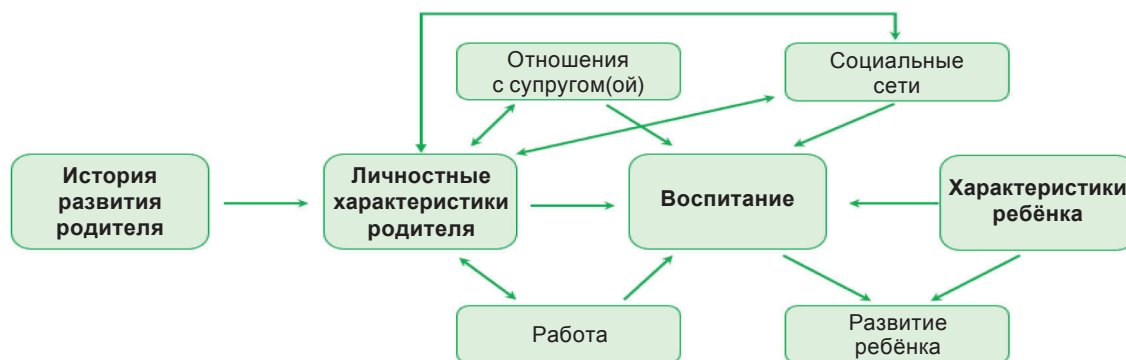 Отношения
с супругом(ой)
Социальные
сети
История
развития
родителя
Личностные
характеристики
родителя
Воспитание
Характеристики
ребёнка
Работа
Развитие
ребёнка